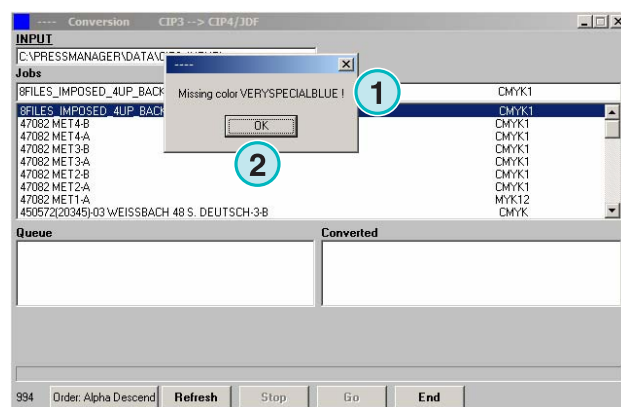 ---- Conversion CIP3 --> CIP4/JDF
INPUT
C:\PRESSMANAGER\DATA\
----
Jobs
Missing color VERYSPECIALBLUE !
1
OK
2
8FILES_IMPOSED_4UP_BACK CMYK1
8FILES_IMPOSED_4UP_BACK CMYK1
47082 MET4-B CMYK1
47082 MET4-A CMYK1
47082 MET3-B CMYK1
47082 MET3-A CMYK1
47082 MET2-B CMYK1
47082 MET2-A CMYK1
47082 MET1-A MYK12
450572(20345)-03 WEISSBACH 48 S. DEUTSCH-3-B CMYK
Queue Converted
994 Order: Alpha Descend Refresh Stop Go End